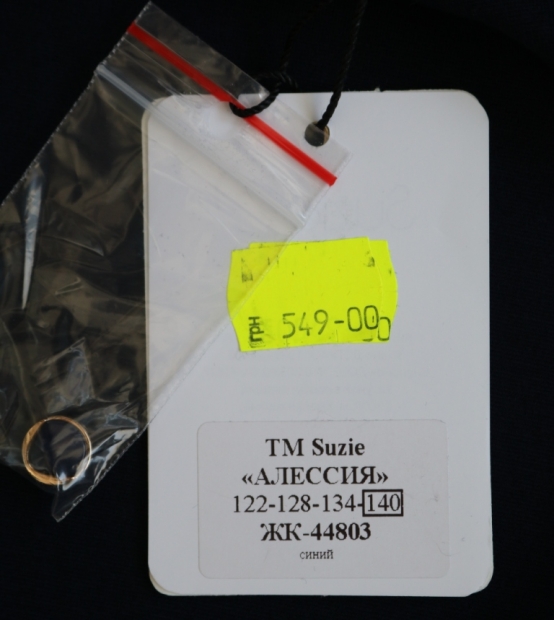 грн 549-00
TM Suzie
«АЛЕССИЯ»
122-128-134-140
ЖК-44803
синий